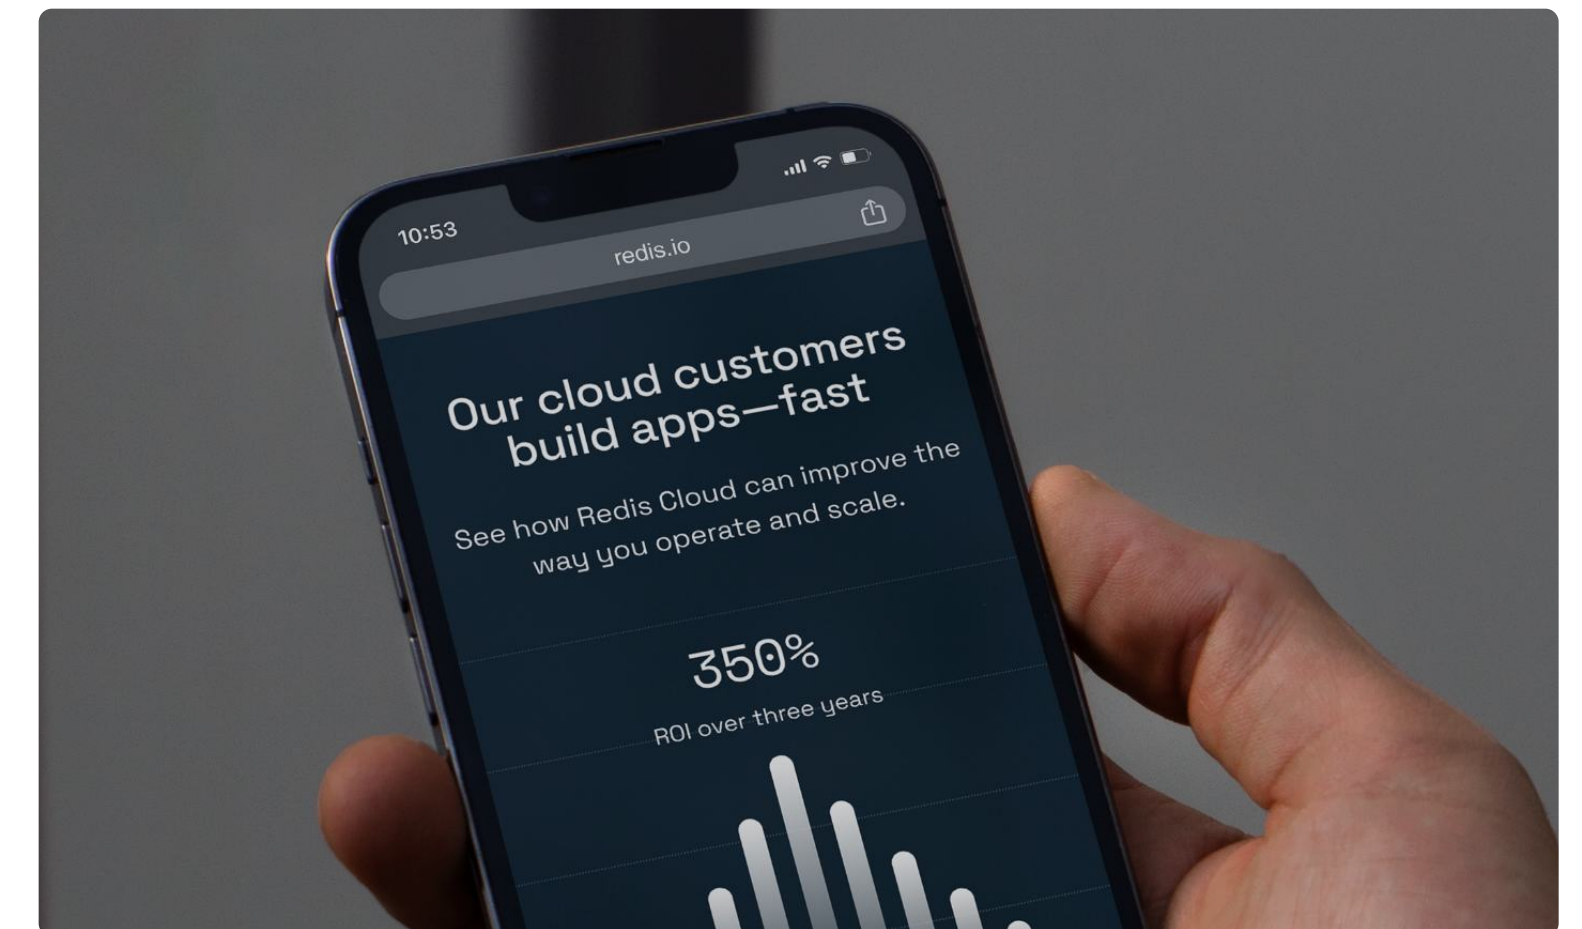 10:53
redis.io
Our cloud customers
build apps—fast
See how Redis Cloud can improve the
way you operate and scale.
350%
ROI over three years